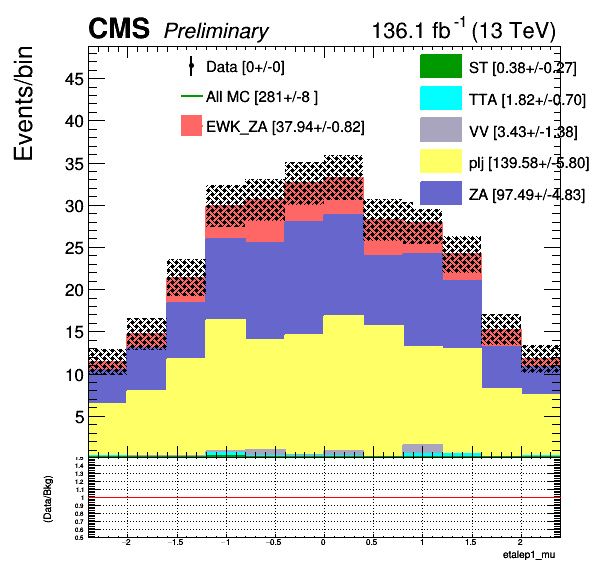 CMS Preliminary 136.1 fb-1 (13 TeV)
Events/bin
Data [0+/-0]
All MC [281+/-8 ]
EWK_ZA [37.94+/-0.82]
ST [0.38+/-0.27]
TTA [1.82+/-0.70]
VV [3.43+/-1.38]
plj [139.58+/-5.80]
ZA [97.49+/-4.83]
45
40
35
30
25
20
15
10
5
(Data/Bkg)
1.5
1.4
1.3
1.2
1.1
1
0.9
0.8
0.7
0.6
0.5
−2 −1.5 −1 −0.5 0 0.5 1 1.5 2
etalep1_mu